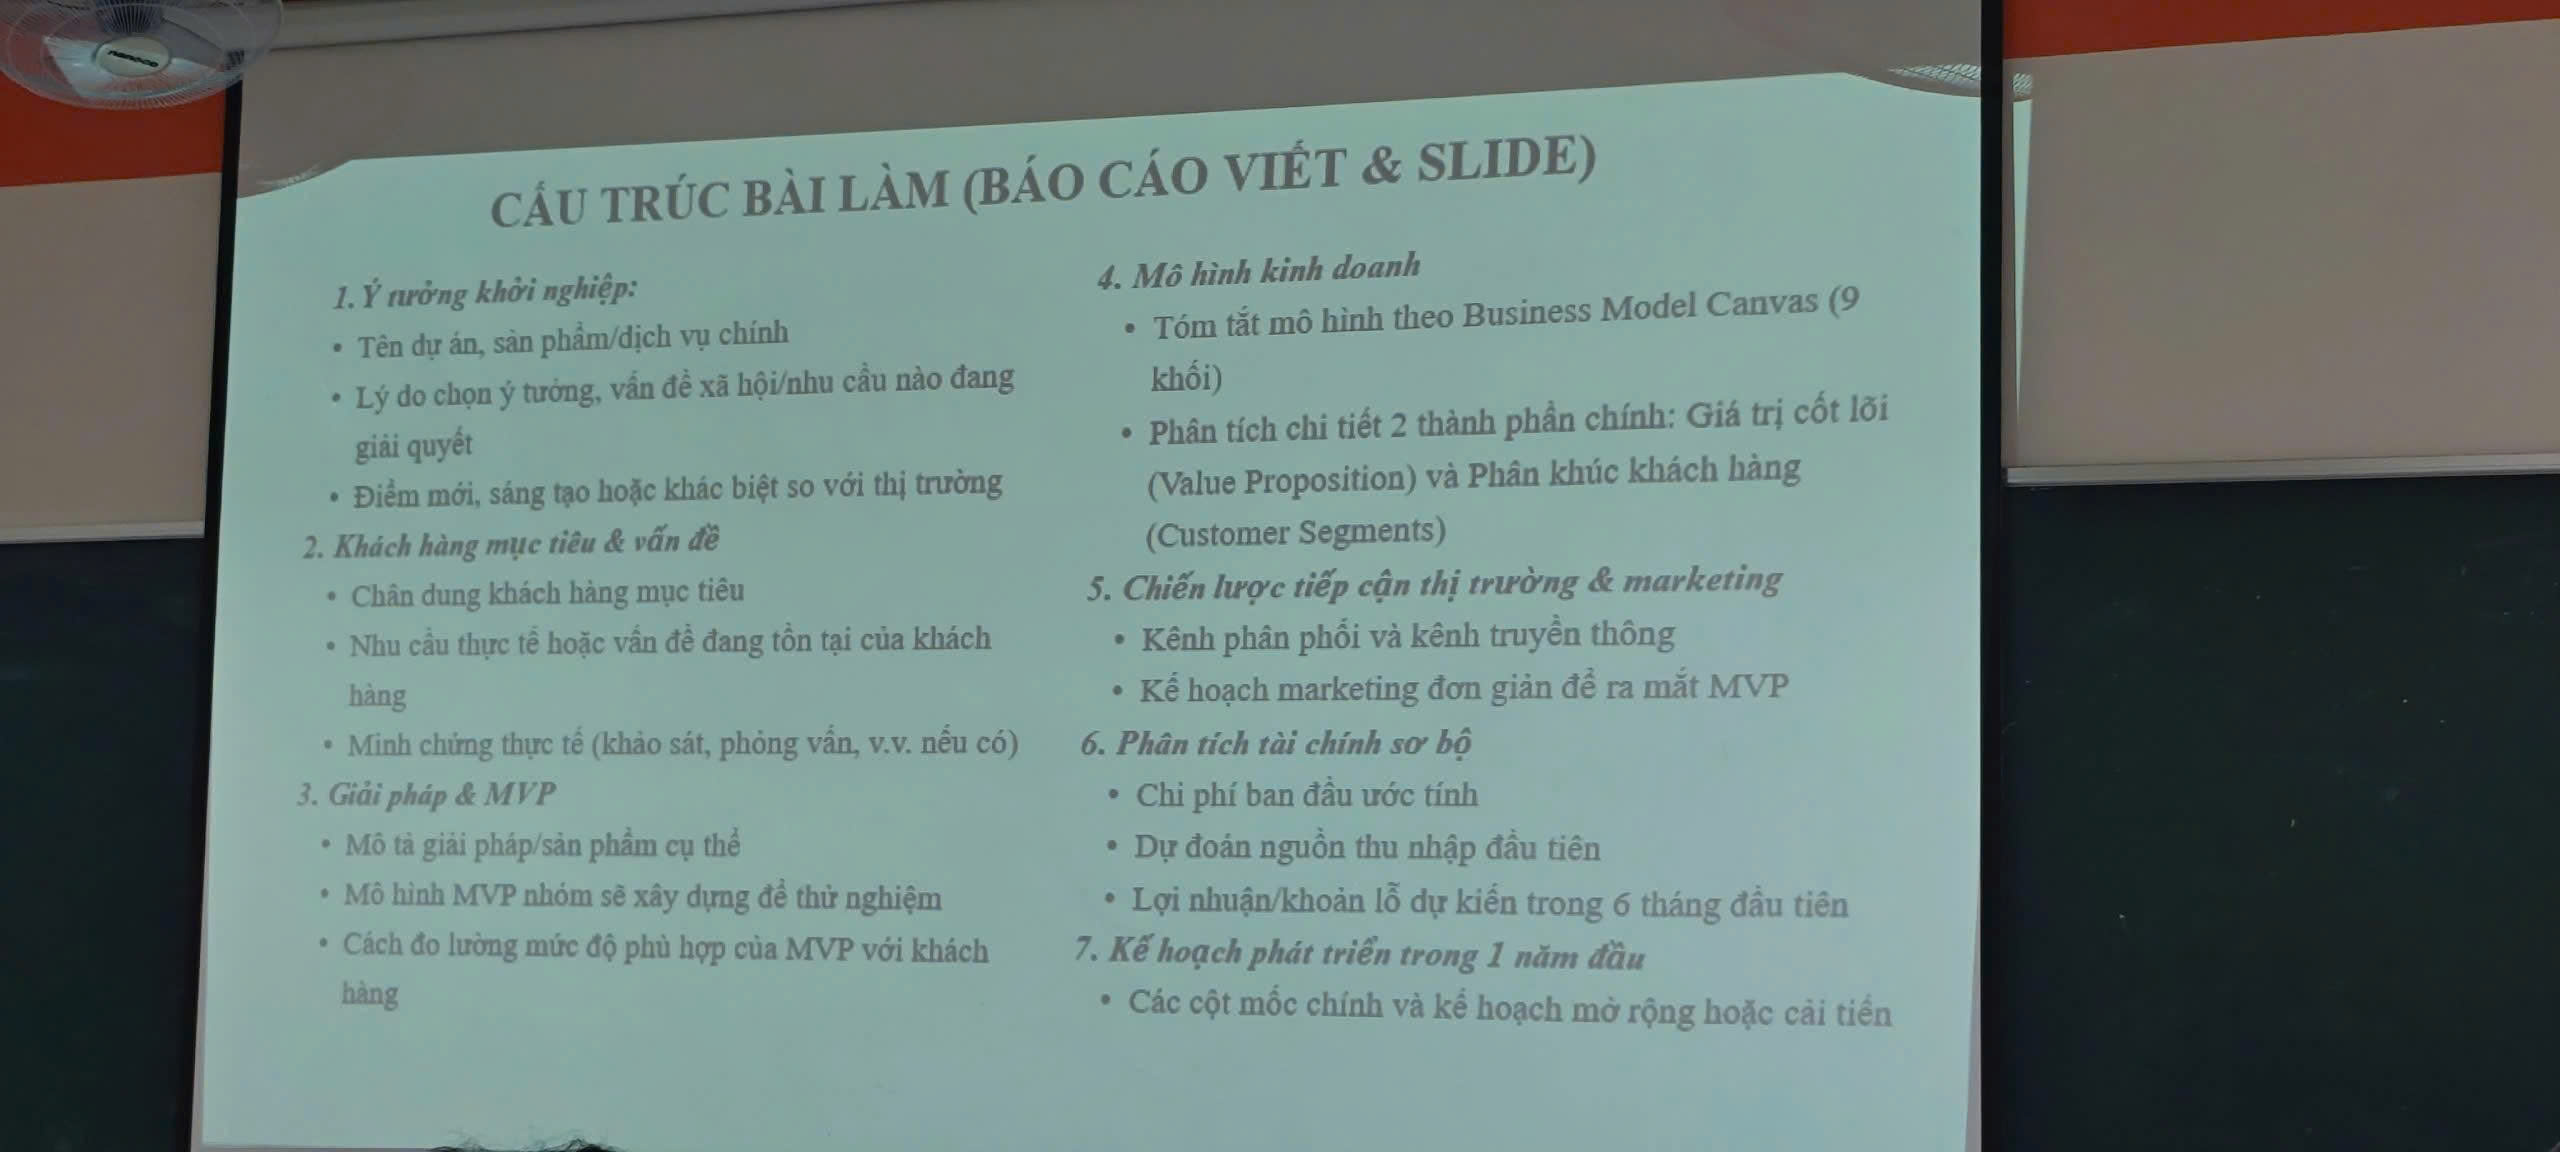 nanoco
CẤU TRÚC BÀI LÀM (BÁO CÁO VIẾT & SLIDE)
1. Ý tưởng khởi nghiệp:
• Tên dự án, sản phẩm/dịch vụ chính
• Lý do chọn ý tưởng, vấn đề xã hội/nhu cầu nào đang
giải quyết
• Điểm mới, sáng tạo hoặc khác biệt so với thị trường
2. Khách hàng mục tiêu & vấn đề
• Chân dung khách hàng mục tiêu
• Nhu cầu thực tế hoặc vấn đề đang tồn tại của khách
hàng
• Minh chứng thực tế (khảo sát, phỏng vấn, v.v. nếu có)
3. Giải pháp & MVP
• Mô tả giải pháp/sản phẩm cụ thể
• Mô hình MVP nhóm sẽ xây dựng để thử nghiệm
• Cách đo lường mức độ phù hợp của MVP với khách
hàng
4. Mô hình kinh doanh
• Tóm tắt mô hình theo Business Model Canvas (9
khối)
• Phân tích chi tiết 2 thành phần chính: Giá trị cốt lõi
(Value Proposition) và Phân khúc khách hàng
(Customer Segments)
5. Chiến lược tiếp cận thị trường & marketing
• Kênh phân phối và kênh truyền thông
• Kế hoạch marketing đơn giản để ra mắt MVP
6. Phân tích tài chính sơ bộ
• Chi phí ban đầu ước tính
• Dự đoán nguồn thu nhập đầu tiên
• Lợi nhuận/khoản lỗ dự kiến trong 6 tháng đầu tiên
7. Kế hoạch phát triển trong 1 năm đầu
• Các cột mốc chính và kế hoạch mở rộng hoặc cải tiến